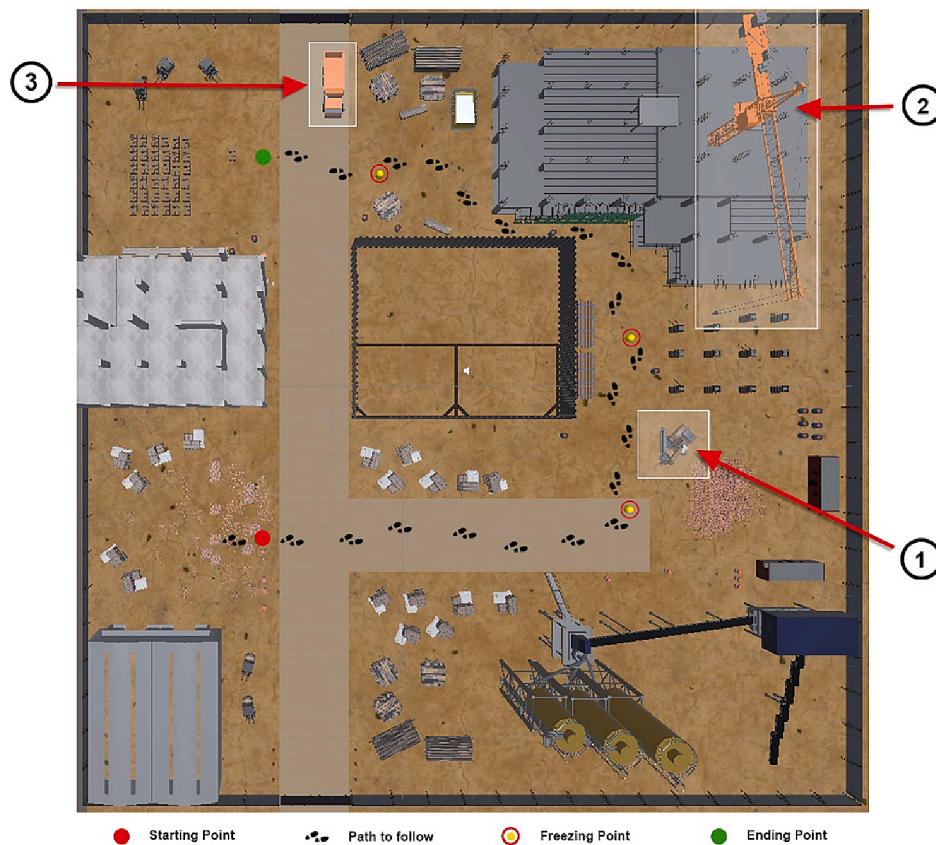 3
2
1
Starting Point
Path to follow
Freezing Point
Ending Point